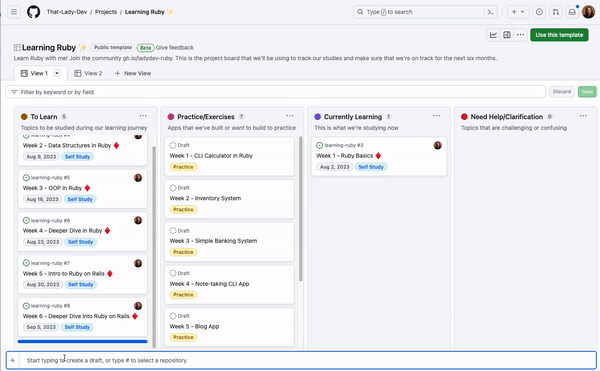 That-Lady-Dev / Projects / Learning Ruby ✨
Type / to search
Learning Ruby ✨ Public template Beta Give feedback
Use this template
Learn Ruby with me! Join the community gh.io/ladydev-ruby. This is the project board that we'll be using to track our studies and make sure that we're on track for the next six months.
View 1 View 2 + New View
Filter by keyword or by field
Discard Save
To Learn 5
Topics to be studied during our learning journey
learning-ruby #4
Week 2 - Data Structures in Ruby ♦
Aug 9, 2023 Self Study
learning-ruby #5
Week 3 - OOP in Ruby ♦
Aug 16, 2023 Self Study
learning-ruby #6
Week 4 - Deeper Dive in Ruby ♦
Aug 23, 2023 Self Study
learning-ruby #7
Week 5 - Intro to Ruby on Rails ♦
Aug 30, 2023 Self Study
learning-ruby #8
Week 6 - Deeper Dive into Ruby on Rails ♦
Sep 5, 2023 Self Study
Practice/Exercises 7
Apps that we've built or want to build to practice
Draft
Week 1 - CLI Calculator in Ruby
Practice
Draft
Week 2 - Inventory System
Practice
Draft
Week 3 - Simple Banking System
Practice
Draft
Week 4 - Note-taking CLI App
Practice
Draft
Week 5 - Blog App
Practice
Currently Learning 1
This is what we're studying now
learning-ruby #3
Week 1 - Ruby Basics ♦
Aug 2, 2023 Self Study
Need Help/Clarification 0
Topics that are challenging or confusing
+ Start typing to create a draft, or type # to select a repository